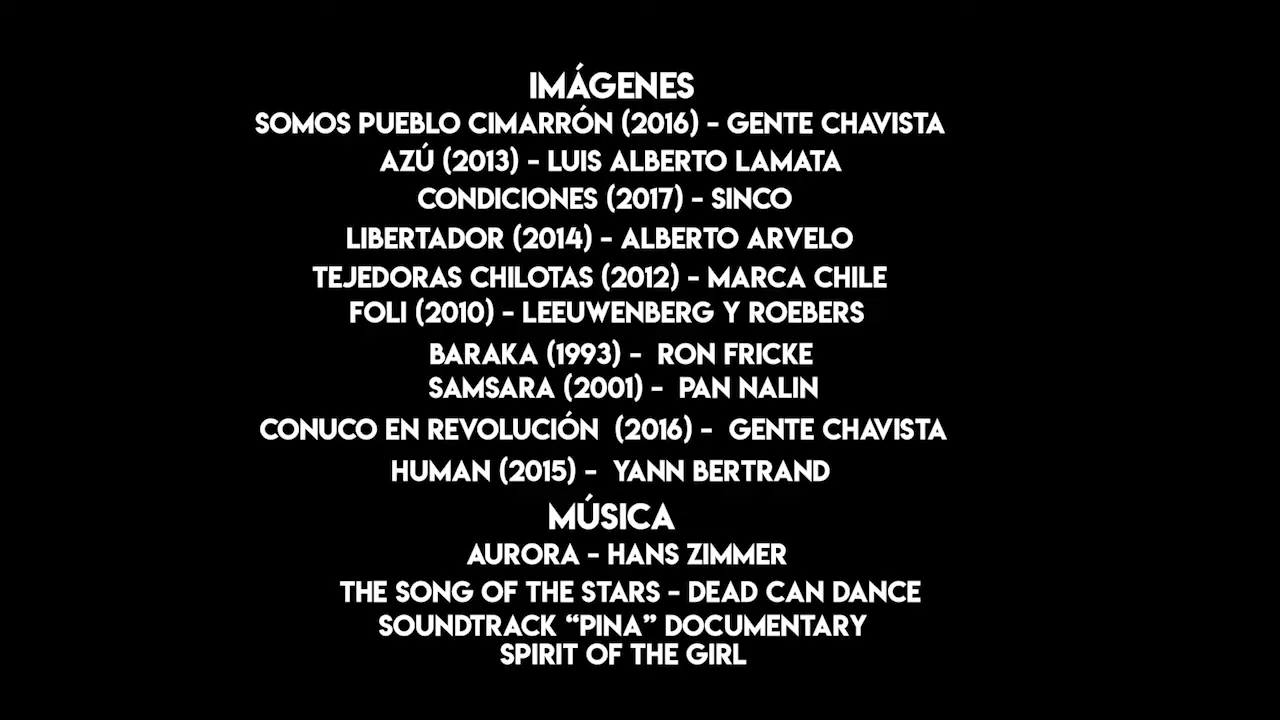 IMÁGENES
SOMOS PUEBLO CIMARRÓN (2016) - GENTE CHAVISTA
AZÚ (2013) - LUIS ALBERTO LAMATA
CONDICIONES (2017) - SINCO
LIBERTADOR (2014) - ALBERTO ARVELO
TEJEDORAS CHILOTAS (2012) - MARCA CHILE
FOLI (2010) - LEEUWENBERG Y ROEBERS
BARAKA (1993) - RON FRICKE
SAMSARA (2001) - PAN NALIN
CONUCO EN REVOLUCIÓN (2016) - GENTE CHAVISTA
HUMAN (2015) - YANN BERTRAND
MÚSICA
AURORA - HANS ZIMMER
THE SONG OF THE STARS - DEAD CAN DANCE
SOUNDTRACK “PINA” DOCUMENTARY
SPIRIT OF THE GIRL